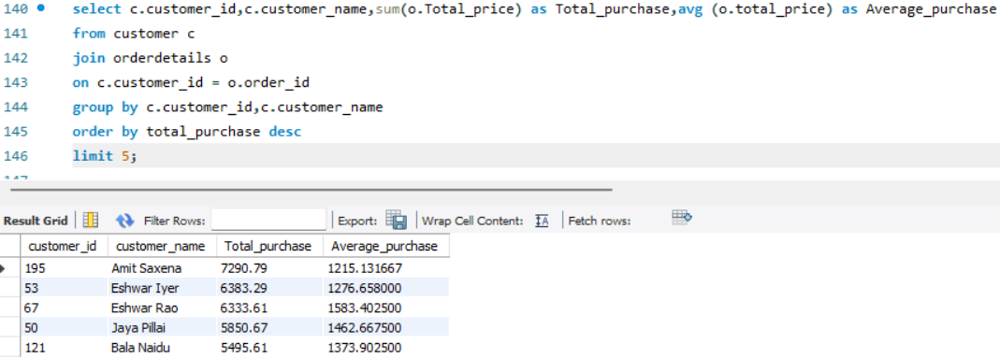 140 select c.customer_id,c.customer_name,sum(o.Total_price) as Total_purchase,avg (o.total_price) as Average_purchase
141 from customer c
142 join orderdetails o
143 on c.customer_id = o.order_id
144 group by c.customer_id,c.customer_name
145 order by total_purchase desc
146 limit 5;
Result Grid Filter Rows: Export: Wrap Cell Content: IA Fetch rows:
customer_id customer_name Total_purchase Average_purchase
195 Amit Saxena 7290.79 1215.131667
53 Eshwar Iyer 6383.29 1276.658000
67 Eshwar Rao 6333.61 1583.402500
50 Jaya Pillai 5850.67 1462.667500
121 Bala Naidu 5495.61 1373.902500